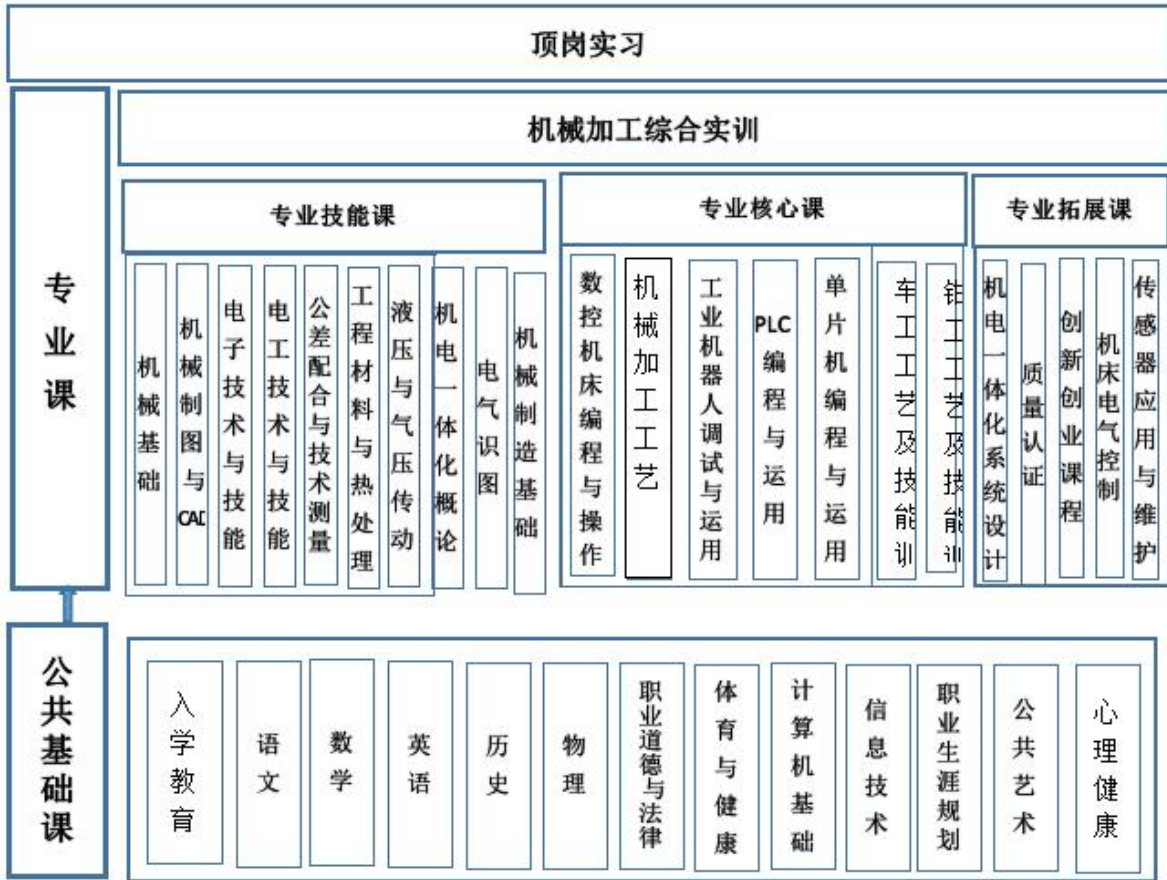 顶岗实习
机械加工综合实训
专业课
专业技能课
专业核心课
专业拓展课
机械基础
机械制图与CAD
电子技术与技能
电工技术与技能
公差配合与技术测量
工程材料与热处理
液压与气压传动
机电一体化概论
电气识图
机械制造基础
数控机床编程与操作
机械加工工艺
工业机器人调试与运用
PLC编程与运用
单片机编程与运用
车工工艺及技能训
钳工工艺及技能训
机电一体化系统设计
质量认证
创新创业课程
机床电气控制
传感器应用与维护
公共基础课
入学教育
语文
数学
英语
历史
物理
职业道德与法律
体育与健康
计算机基础
信息技术
职业生涯规划
公共艺术
心理健康